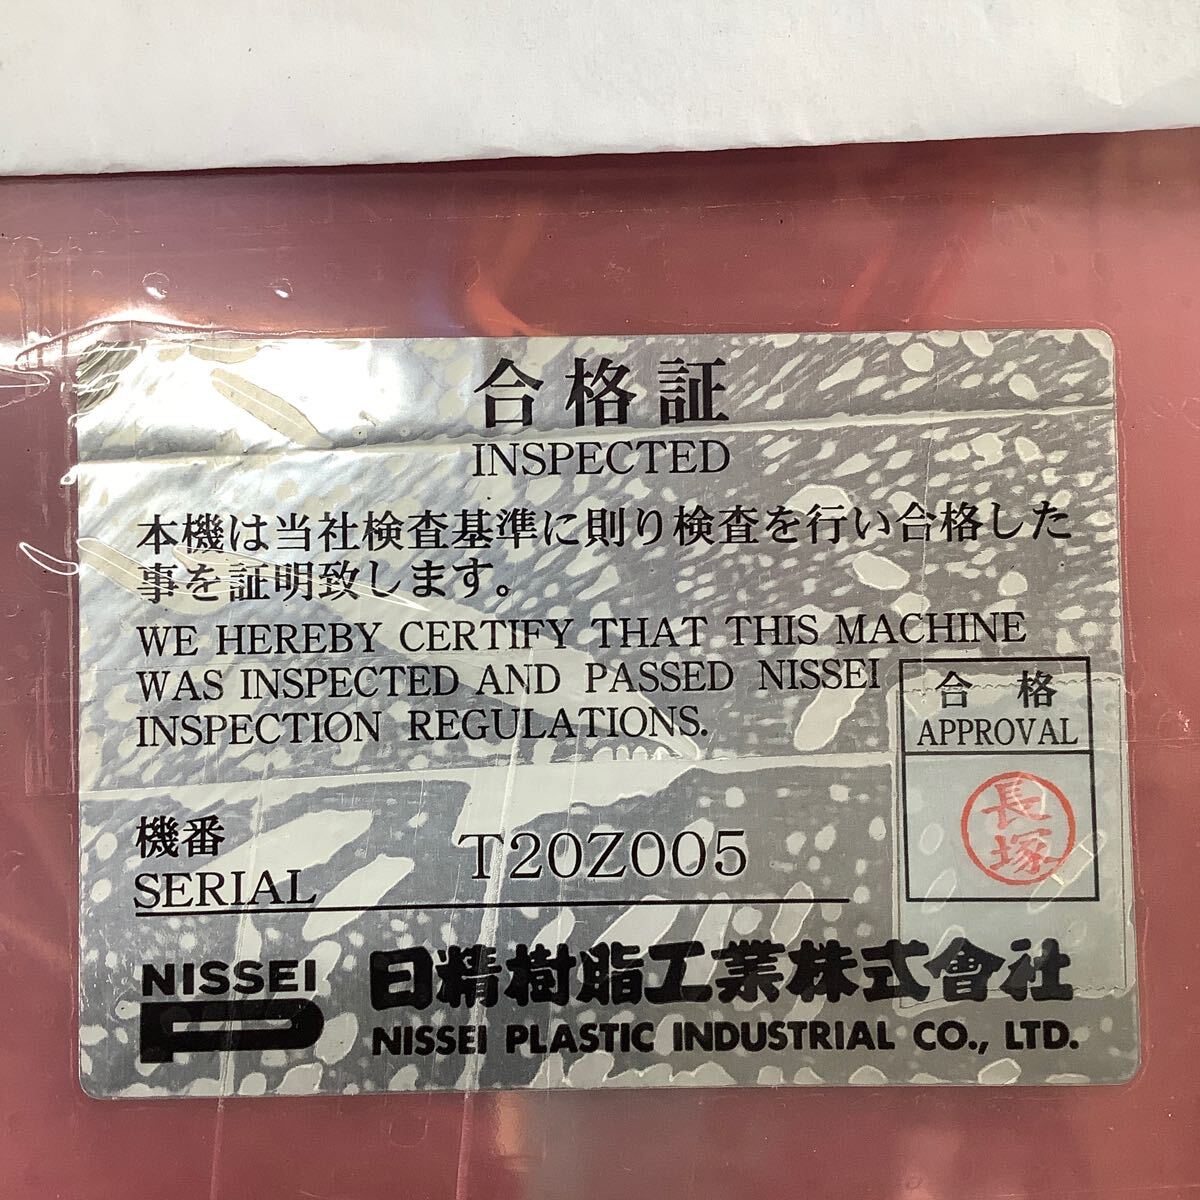 合格証
INSPECTED
本機は当社検査基準に則り検査を行い合格した
事を証明致します。
WE HEREBY CERTIFY THAT THIS MACHINE
WAS INSPECTED AND PASSED NISSEI
INSPECTION REGULATIONS.
合 格
APPROVAL
長塚
機番
SERIAL T20Z005
NISSEI
日精樹脂工業株式會社
NISSEI PLASTIC INDUSTRIAL CO., LTD.